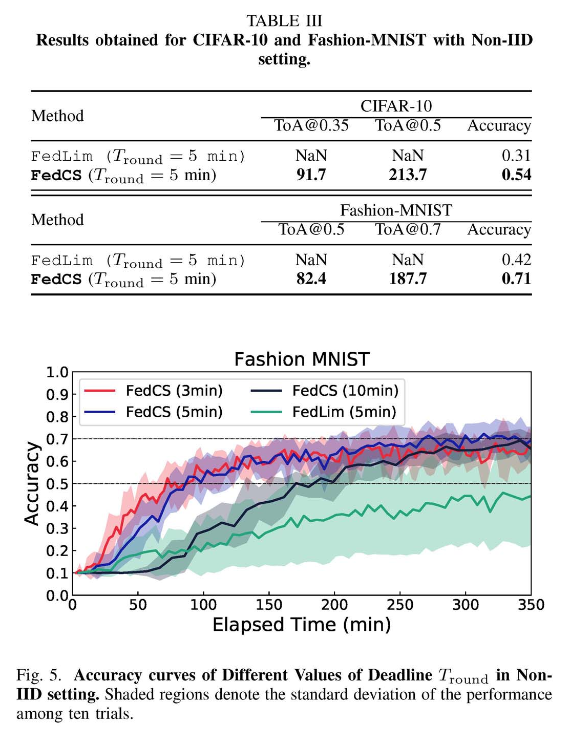 TABLE III
Results obtained for CIFAR-10 and Fashion-MNIST with Non-IID
setting.
Method
CIFAR-10
ToA@0.35 ToA@0.5 Accuracy
FedLim (T_round = 5 min) NaN NaN 0.31
FedCS (T_round = 5 min) 91.7 213.7 0.54
Method
Fashion-MNIST
ToA@0.5 ToA@0.7 Accuracy
FedLim (T_round = 5 min) NaN NaN 0.42
FedCS (T_round = 5 min) 82.4 187.7 0.71
Fashion MNIST
FedCS (3min) FedCS (10min)
FedCS (5min) FedLim (5min)
Accuracy
1.0
0.9
0.8
0.7
0.6
0.5
0.4
0.3
0.2
0.1
0.0
0 50 100 150 200 250 300 350
Elapsed Time (min)
Fig. 5. Accuracy curves of Different Values of Deadline T_round in Non-
IID setting. Shaded regions denote the standard deviation of the performance
among ten trials.